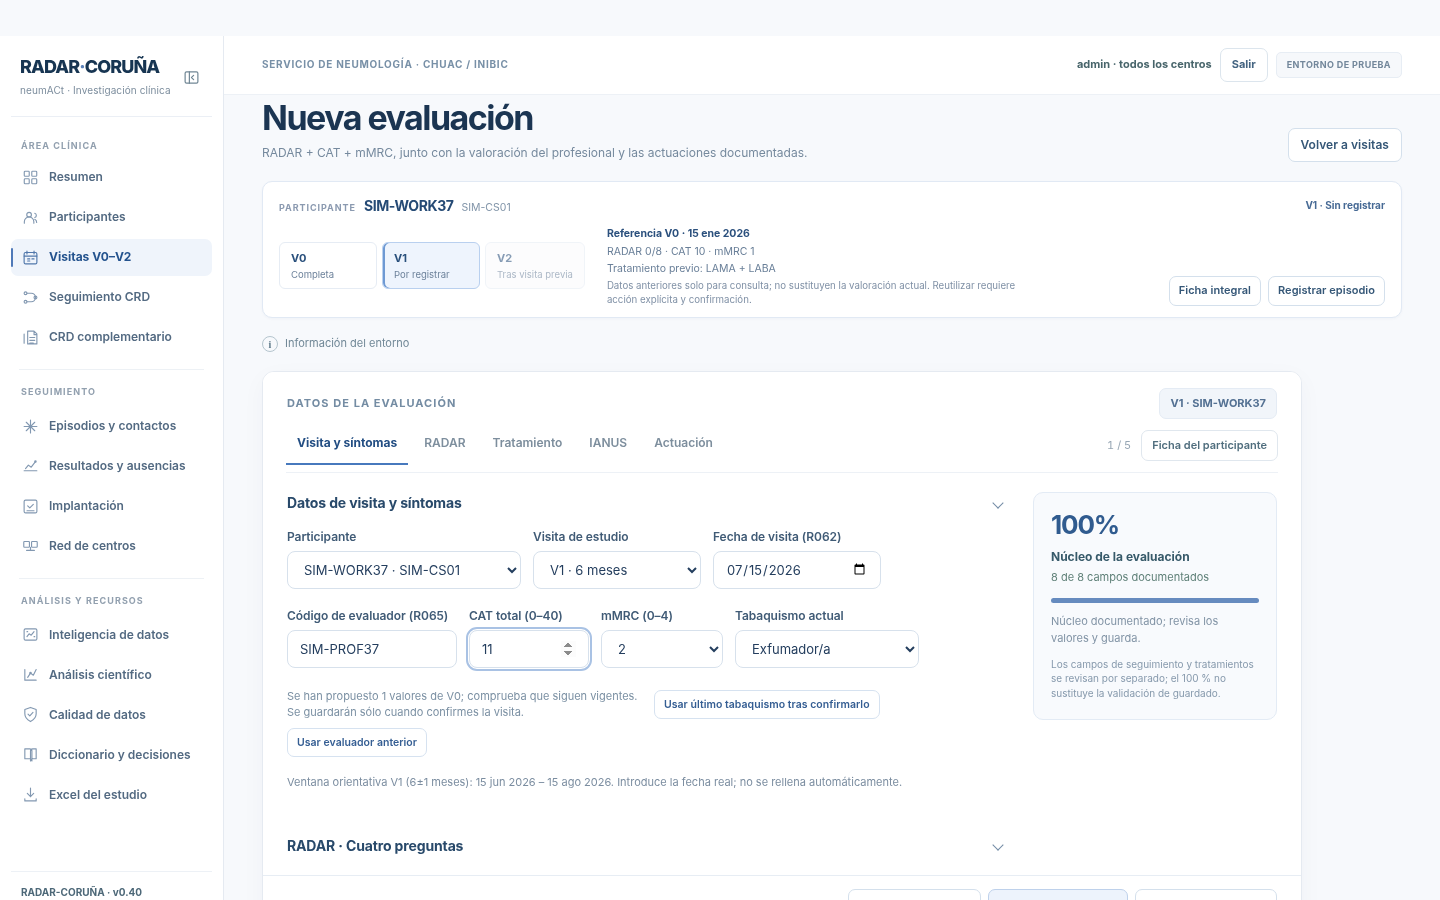 RADAR·CORUÑA
neumACt · Investigación clínica
ÁREA CLÍNICA
Resumen
Participantes
Visitas V0–V2
Seguimiento CRD
CRD complementario
SEGUIMIENTO
Episodios y contactos
Resultados y ausencias
Implantación
Red de centros
ANÁLISIS Y RECURSOS
Inteligencia de datos
Análisis científico
Calidad de datos
Diccionario y decisiones
Excel del estudio
RADAR-CORUÑA · v0.40
SERVICIO DE NEUMOLOGÍA · CHUAC / INIBIC
admin · todos los centros
Salir
ENTORNO DE PRUEBA
Nueva evaluación
RADAR + CAT + mMRC, junto con la valoración del profesional y las actuaciones documentadas.
Volver a visitas
PARTICIPANTE SIM-WORK37 SIM-CS01
V1 · Sin registrar
V0
Completa
V1
Por registrar
V2
Tras visita previa
Referencia V0 · 15 ene 2026
RADAR 0/8 · CAT 10 · mMRC 1
Tratamiento previo: LAMA + LABA
Datos anteriores solo para consulta; no sustituyen la valoración actual. Reutilizar requiere
acción explícita y confirmación.
Ficha integral
Registrar episodio
i Información del entorno
DATOS DE LA EVALUACIÓN
V1 · SIM-WORK37
Visita y síntomas
RADAR
Tratamiento
IANUS
Actuación
1 / 5
Ficha del participante
Datos de visita y síntomas
Participante
SIM-WORK37 · SIM-CS01
Visita de estudio
V1 · 6 meses
Fecha de visita (R062)
07/15/2026
Código de evaluador (R065)
SIM-PROF37
CAT total (0–40)
11
mMRC (0–4)
2
Tabaquismo actual
Exfumador/a
Se han propuesto 1 valores de V0; comprueba que siguen vigentes.
Se guardarán sólo cuando confirmes la visita.
Usar último tabaquismo tras confirmarlo
Usar evaluador anterior
Ventana orientativa V1 (6±1 meses): 15 jun 2026 – 15 ago 2026. Introduce la fecha real; no se rellena automáticamente.
100%
Núcleo de la evaluación
8 de 8 campos documentados
Núcleo documentado; revisa los
valores y guarda.
Los campos de seguimiento y tratamientos
se revisan por separado; el 100 % no
sustituye la validación de guardado.
RADAR · Cuatro preguntas